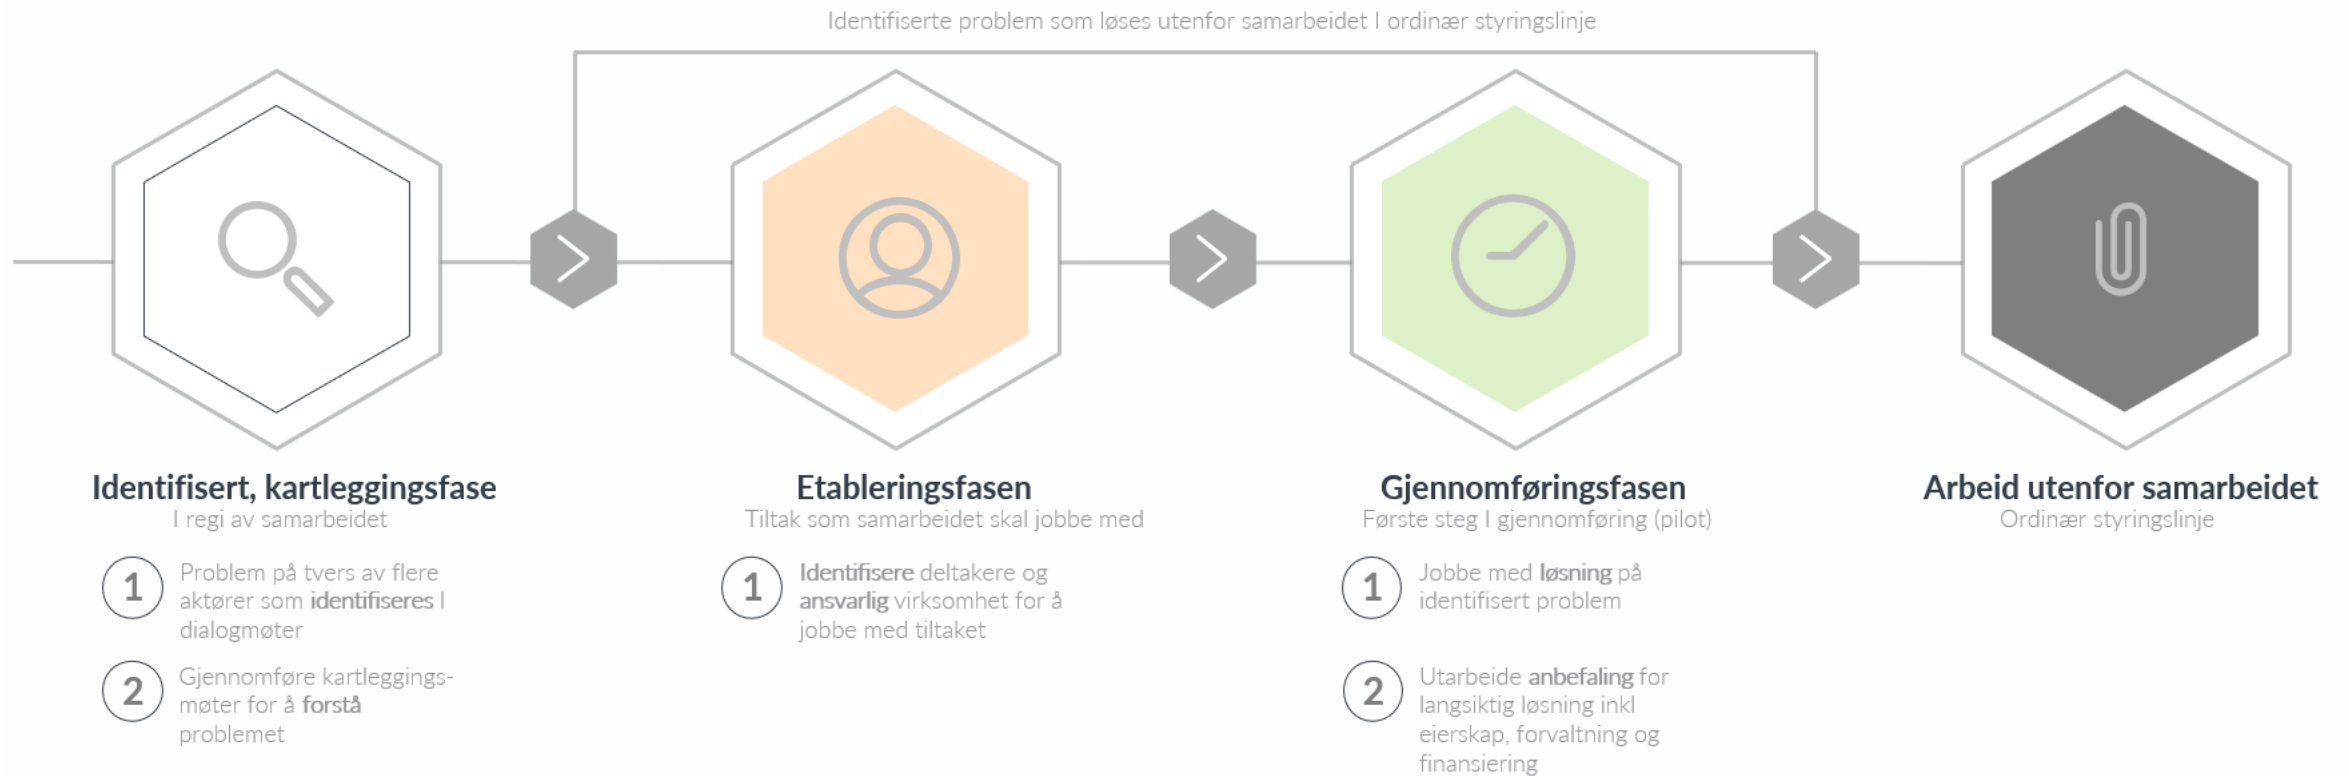 Identifiserte problem som løses utenfor samarbeidet I ordinær styringslinje
Identifisert, kartleggingsfase
I regi av samarbeidet
1
Problem på tvers av flere
aktører som identifiseres I
dialogmøter
2
Gjennomføre kartleggings-
møter for å forstå
problemet
Etableringsfasen
Tiltak som samarbeidet skal jobbe med
1
Identifisere deltakere og
ansvarlig virksomhet for å
jobbe med tiltaket
Gjennomføringsfasen
Første steg I gjennomføring (pilot)
1
Jobbe med løsning på
identifisert problem
2
Utarbeide anbefaling for
langsiktig løsning inkl
eierskap, forvaltning og
finansiering
Arbeid utenfor samarbeidet
Ordinær styringslinje